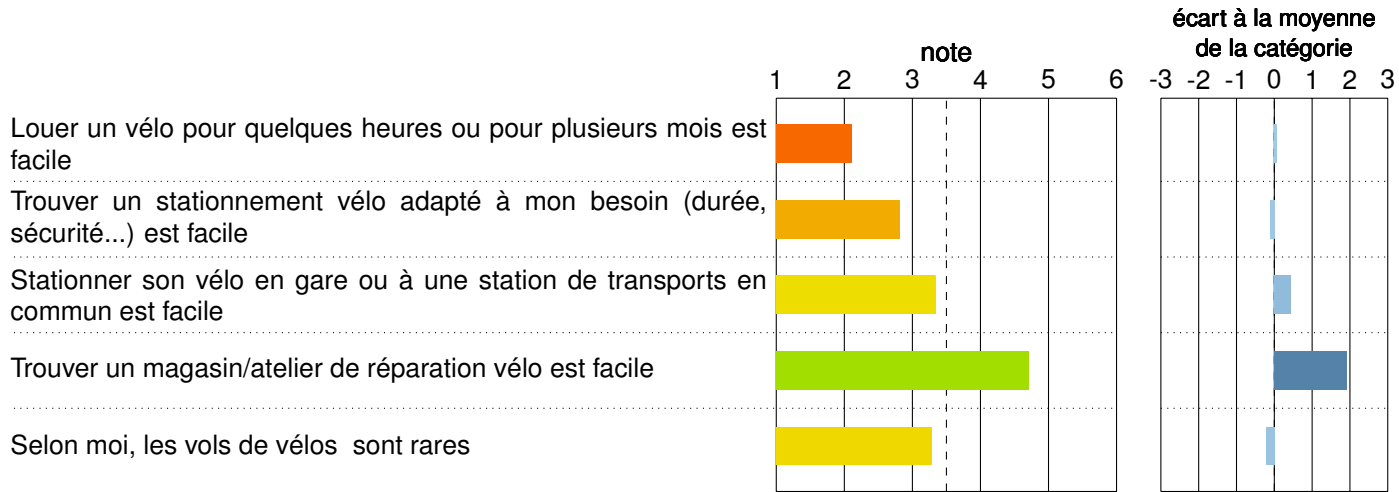 écart à la moyenne
note de la catégorie
1 2 3 4 5 6 -3 -2 -1 0 1 2 3
Louer un vélo pour quelques heures ou pour plusieurs mois est
facile
Trouver un stationnement vélo adapté à mon besoin (durée,
sécurité...) est facile
Stationner son vélo en gare ou à une station de transports en
commun est facile
Trouver un magasin/atelier de réparation vélo est facile
Selon moi, les vols de vélos sont rares